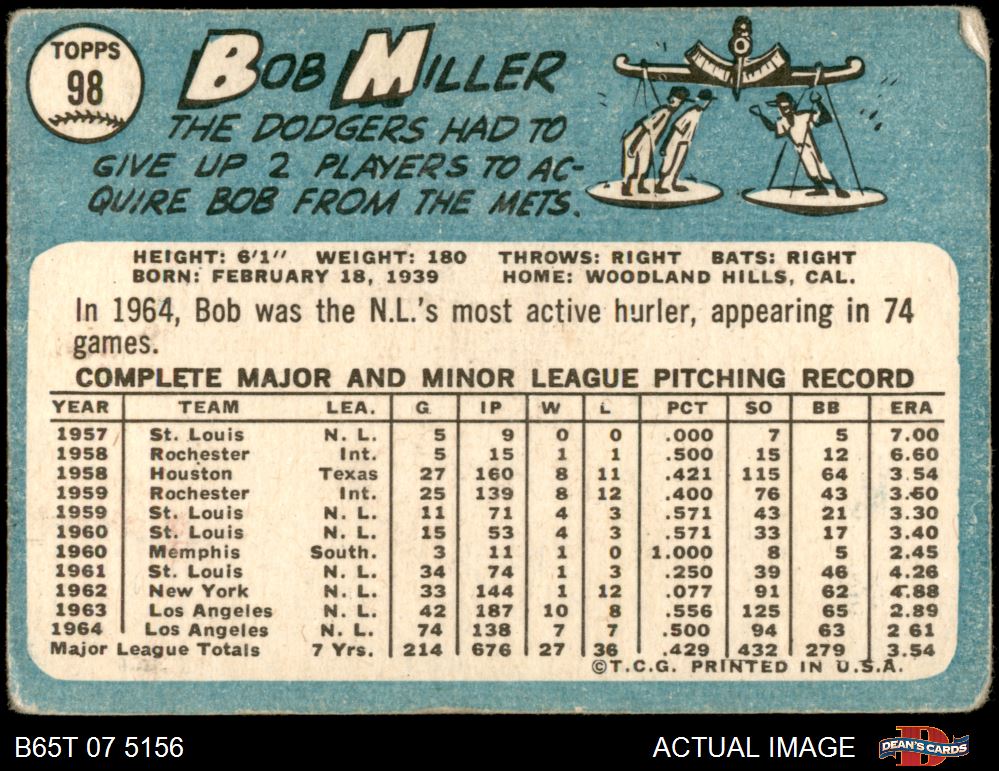 TOPPS
98
BOB MILLER
THE DODGERS HAD TO
GIVE UP 2 PLAYERS TO AC-
QUIRE BOB FROM THE METS.
HEIGHT: 6'1" WEIGHT: 180 THROWS: RIGHT BATS: RIGHT
BORN: FEBRUARY 18, 1939 HOME: WOODLAND HILLS, CAL.
In 1964, Bob was the N.L.'s most active hurler, appearing in 74
games.
COMPLETE MAJOR AND MINOR LEAGUE PITCHING RECORD
YEAR TEAM LEA. G IP W L PCT SO BB ERA
1957 St. Louis N. L. 5 9 0 0 .000 7 5 7.00
1958 Rochester Int. 5 15 1 1 .500 15 12 6.60
1958 Houston Texas 27 160 8 11 .421 115 64 3.54
1959 Rochester Int. 25 139 8 12 .400 76 43 3.50
1959 St. Louis N. L. 11 71 4 3 .571 43 21 3.30
1960 St. Louis N. L. 15 53 4 3 .571 33 17 3.40
1960 Memphis South. 3 11 1 0 1.000 8 5 2.45
1961 St. Louis N. L. 34 74 1 3 .250 39 46 4.26
1962 New York N. L. 33 144 1 12 .077 91 62 4.88
1963 Los Angeles N. L. 42 187 10 8 .556 125 65 2.89
1964 Los Angeles N. L. 74 138 7 7 .500 94 63 2 61
Major League Totals 7 Yrs. 214 676 27 36 .429 432 279 3.54
©T.C.G. PRINTED IN U.S.A.
B65T 07 5156 ACTUAL IMAGE DEAN'S CARDS